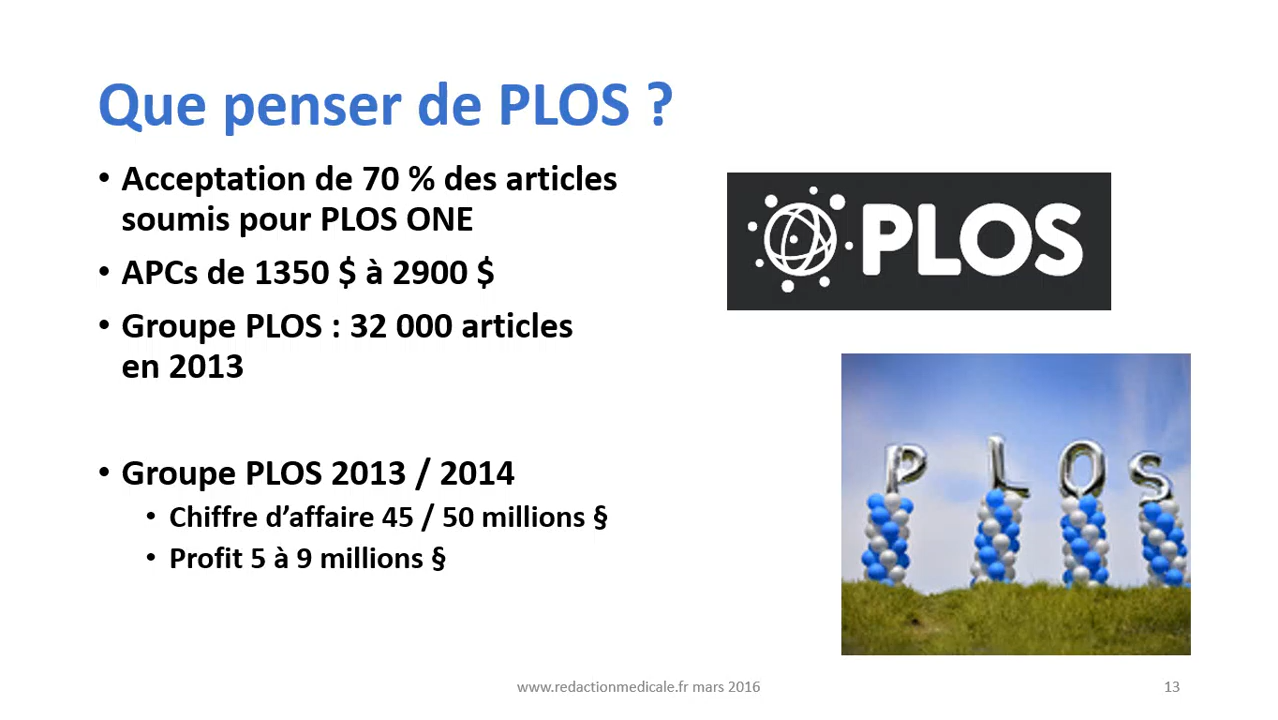 Que penser de PLOS ?
• Acceptation de 70 % des articles
soumis pour PLOS ONE
• APCs de 1350 $ à 2900 $
• Groupe PLOS : 32 000 articles
en 2013
• Groupe PLOS 2013 / 2014
• Chiffre d’affaire 45 / 50 millions §
• Profit 5 à 9 millions §
PLOS
PLOS
www.redactionmedicale.fr mars 2016
13